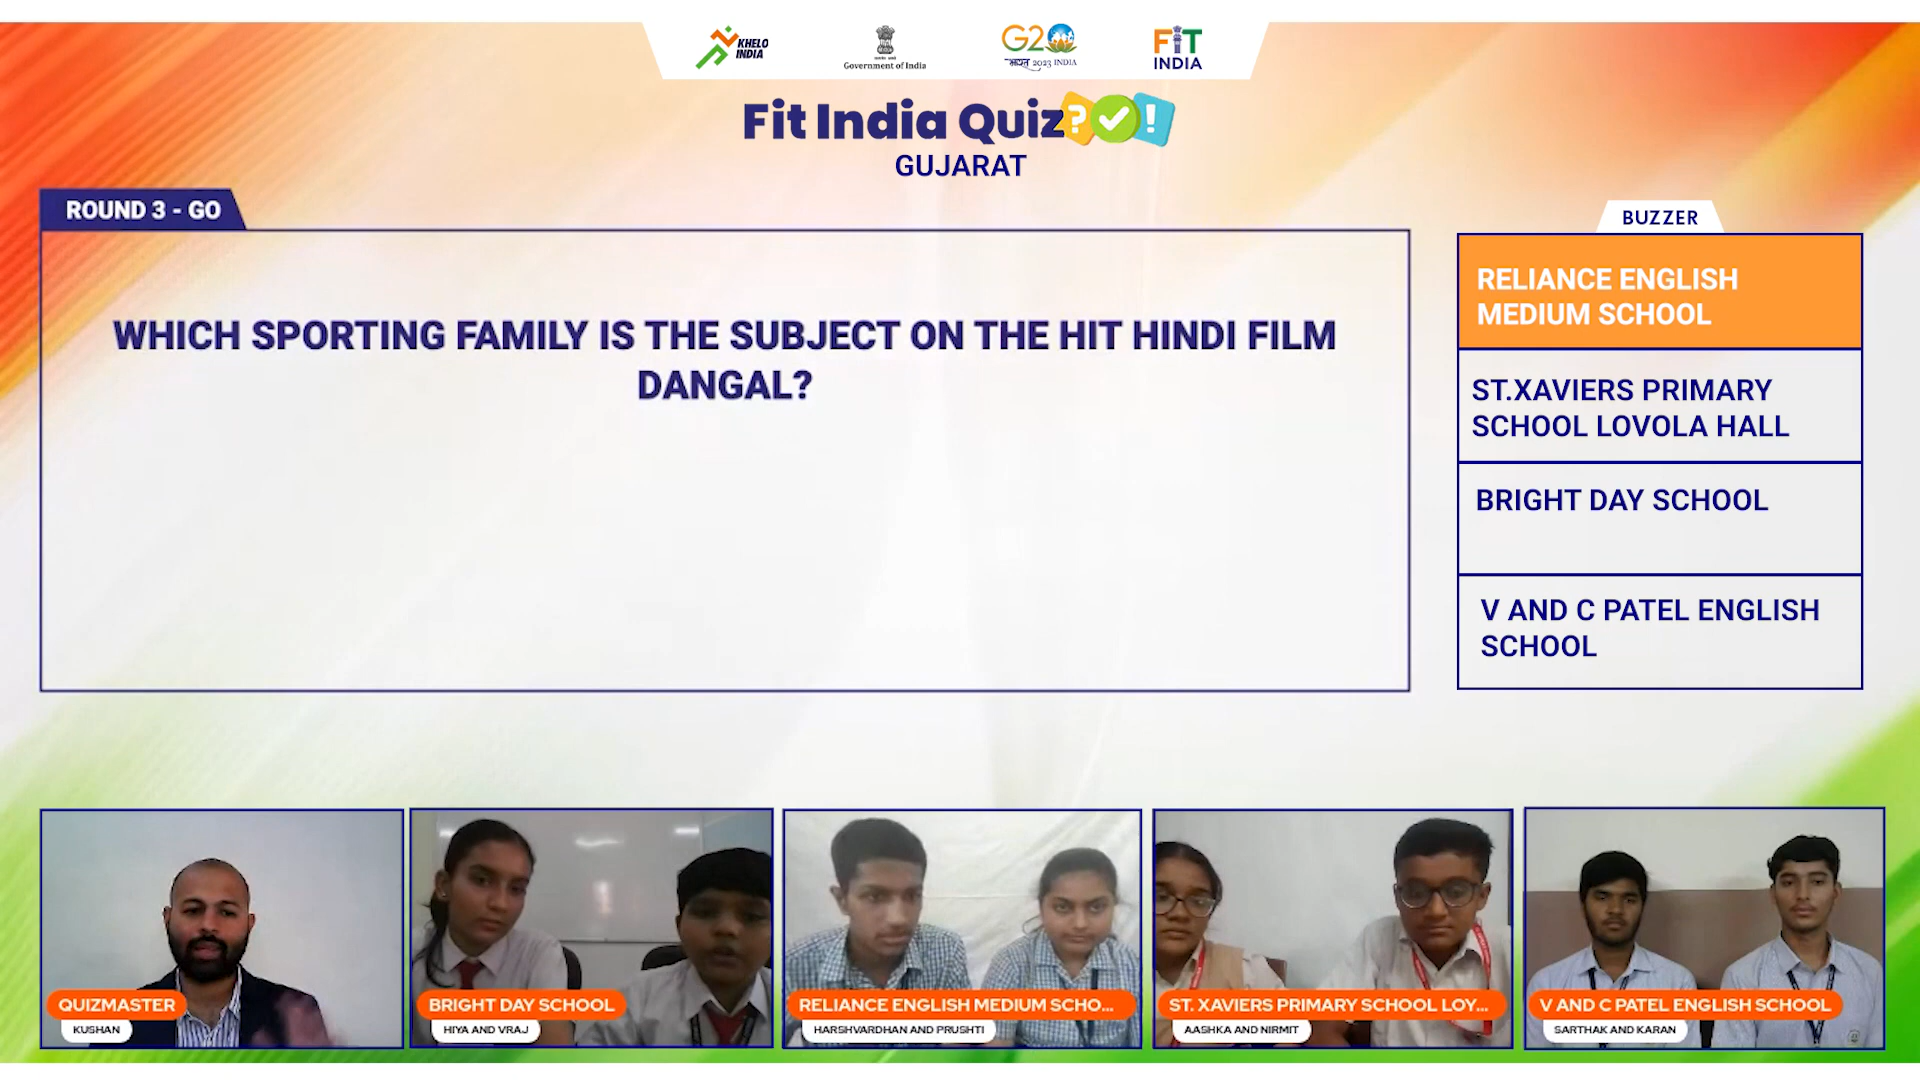 KHELO
INDIA
Government of India
G20
भारत 2023 INDIA
FIT
INDIA
Fit India Quiz?!
GUJARAT
ROUND 3 - GO
WHICH SPORTING FAMILY IS THE SUBJECT ON THE HIT HINDI FILM
DANGAL?
BUZZER
RELIANCE ENGLISH
MEDIUM SCHOOL
ST.XAVIERS PRIMARY
SCHOOL LOVOLA HALL
BRIGHT DAY SCHOOL
V AND C PATEL ENGLISH
SCHOOL
QUIZMASTER
KUSHAN
BRIGHT DAY SCHOOL
HIYA AND VRAJ
RELIANCE ENGLISH MEDIUM SCHO...
HARSHVARDHAN AND PRUSHTI
ST. XAVIERS PRIMARY SCHOOL LOY...
AASHKA AND NIRMIT
V AND C PATEL ENGLISH SCHOOL
SARTHAK AND KARAN